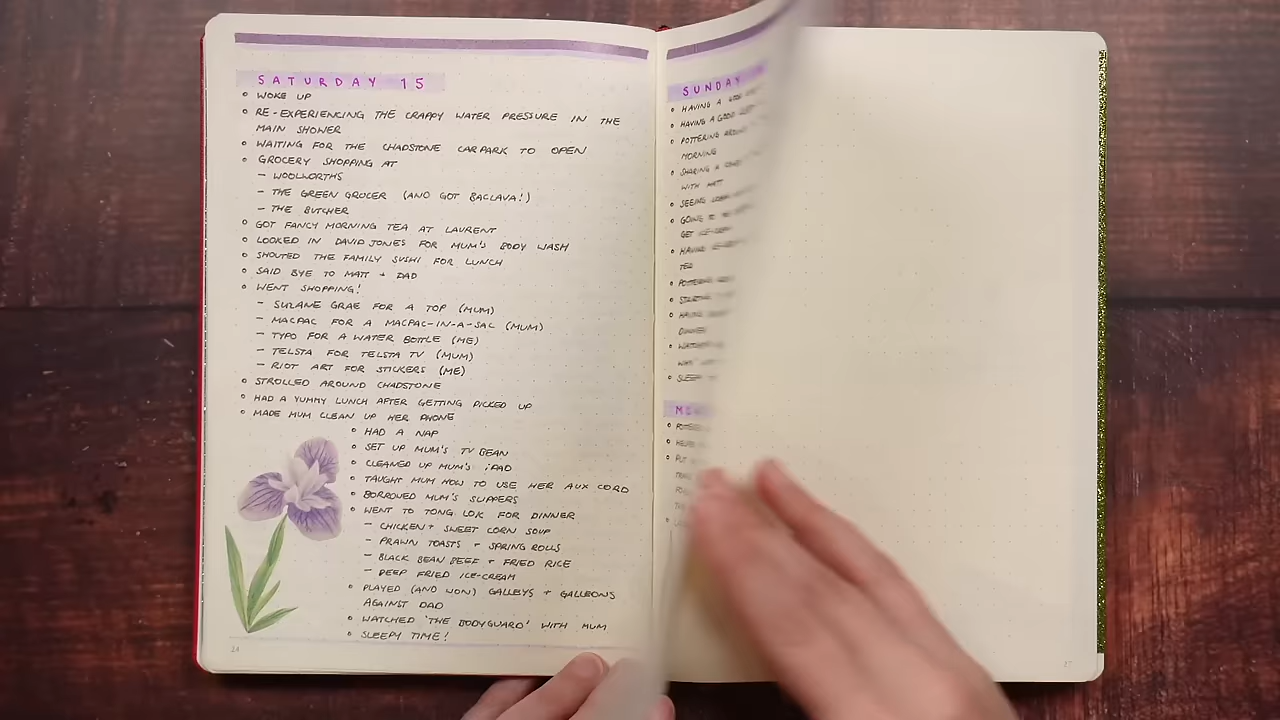 SATURDAY 15
• WOKE UP
• RE-EXPERIENCING THE CRAPPY WATER PRESSURE IN THE
MAIN SHOWER
• WAITING FOR THE CHADSTONE CARPARK TO OPEN
• GROCERY SHOPPING AT
– WOOLWORTHS
– THE GREEN GROCER (AND GOT BACLAVA!)
– THE BUTCHER
• GOT FANCY MORNING TEA AT LAURENT
• LOOKED IN DAVID JONES FOR MUM'S BODY WASH
• SHOUTED THE FAMILY SUSHI FOR LUNCH
• SAID BYE TO MATT + DAD
• WENT SHOPPING!
– SUZANE GRAE FOR A TOP (MUM)
– MACPAC FOR A MACPAC-IN-A-SAC (MUM)
– TYPO FOR A WATER BOTTLE (ME)
– TELSTA FOR TELSTA TV (MUM)
– RIOT ART FOR STICKERS (ME)
• STROLLED AROUND CHADSTONE
• HAD A YUMMY LUNCH AFTER GETTING PICKED UP
• MADE MUM CLEAN UP HER PHONE
• HAD A NAP
• SET UP MUM'S TV BEAN
• CLEANED UP MUM'S iPAD
• TAUGHT MUM HOW TO USE HER AUX CORD
• BORROWED MUM'S SLIPPERS
• WENT TO TONG LOK FOR DINNER
– CHICKEN + SWEET CORN SOUP
– PRAWN TOASTS + SPRING ROLLS
– BLACK BEAN BEEF + FRIED RICE
– DEEP FRIED ICE-CREAM
• PLAYED (AND WON) GALLEYS + GALLEONS
AGAINST DAD
• WATCHED 'THE BODYGUARD' WITH MUM
• SLEEPY TIME!
24
SUNDAY
• HAVING A
• HAVING A GOOD
• POTTERING AROUND
MORNING
• SHARING A
WITH MATT
• SEEING
• GOING TO
GET ICE-CREAM
• HAVING
TEA
• POTTERING
• STARTING
• HAVING
DINNER
27